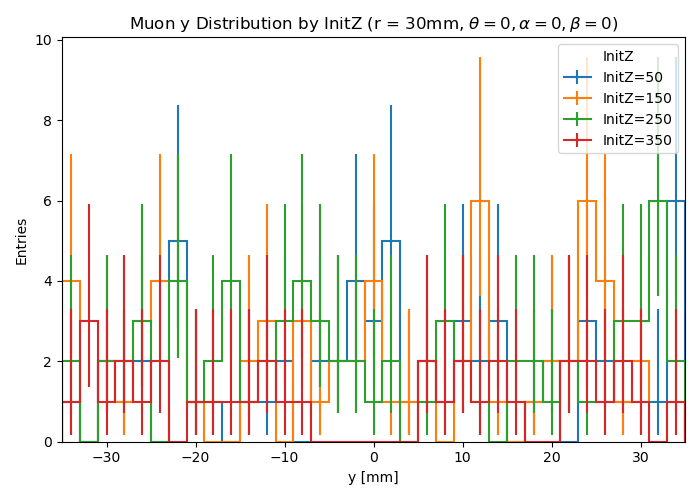 Muon y Distribution by InitZ (r = 30mm, θ = 0, α = 0, β = 0)
10
8
6
4
2
0
Entries
InitZ
InitZ=50
InitZ=150
InitZ=250
InitZ=350
−30 −20 −10 0 10 20 30
y [mm]